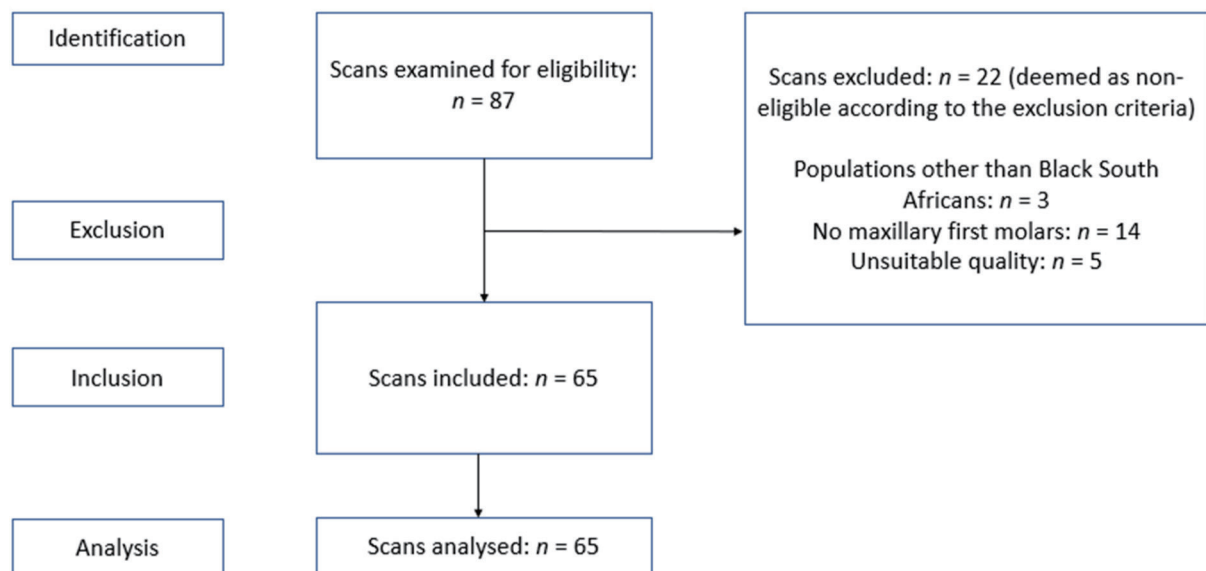 Identification
Scans examined for eligibility:
n = 87
Scans excluded: n = 22 (deemed as non-
eligible according to the exclusion criteria)
Populations other than Black South
Africans: n = 3
No maxillary first molars: n = 14
Unsuitable quality: n = 5
Exclusion
Inclusion
Scans included: n = 65
Analysis
Scans analysed: n = 65